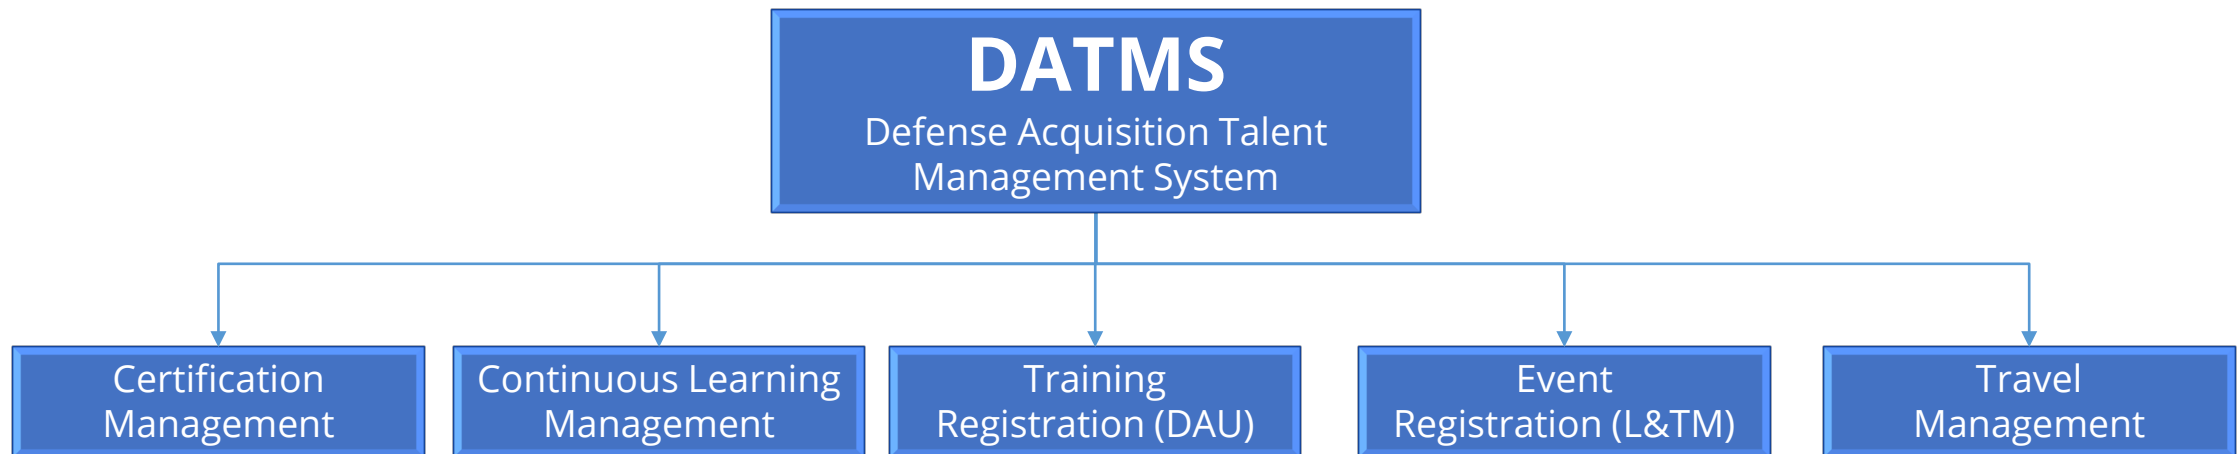 DATMS
Defense Acquisition Talent
Management System
Certification
Management
Continuous Learning
Management
Training
Registration (DAU)
Event
Registration (L&TM)
Travel
Management